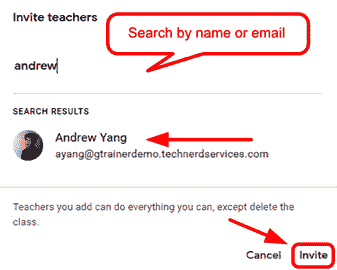 Invite teachers
Search by name or email
andrew
SEARCH RESULTS
Andrew Yang
ayang@gtrainerdemo.technerdservices.com
Teachers you add can do everything you can, except delete the
class.
Cancel Invite